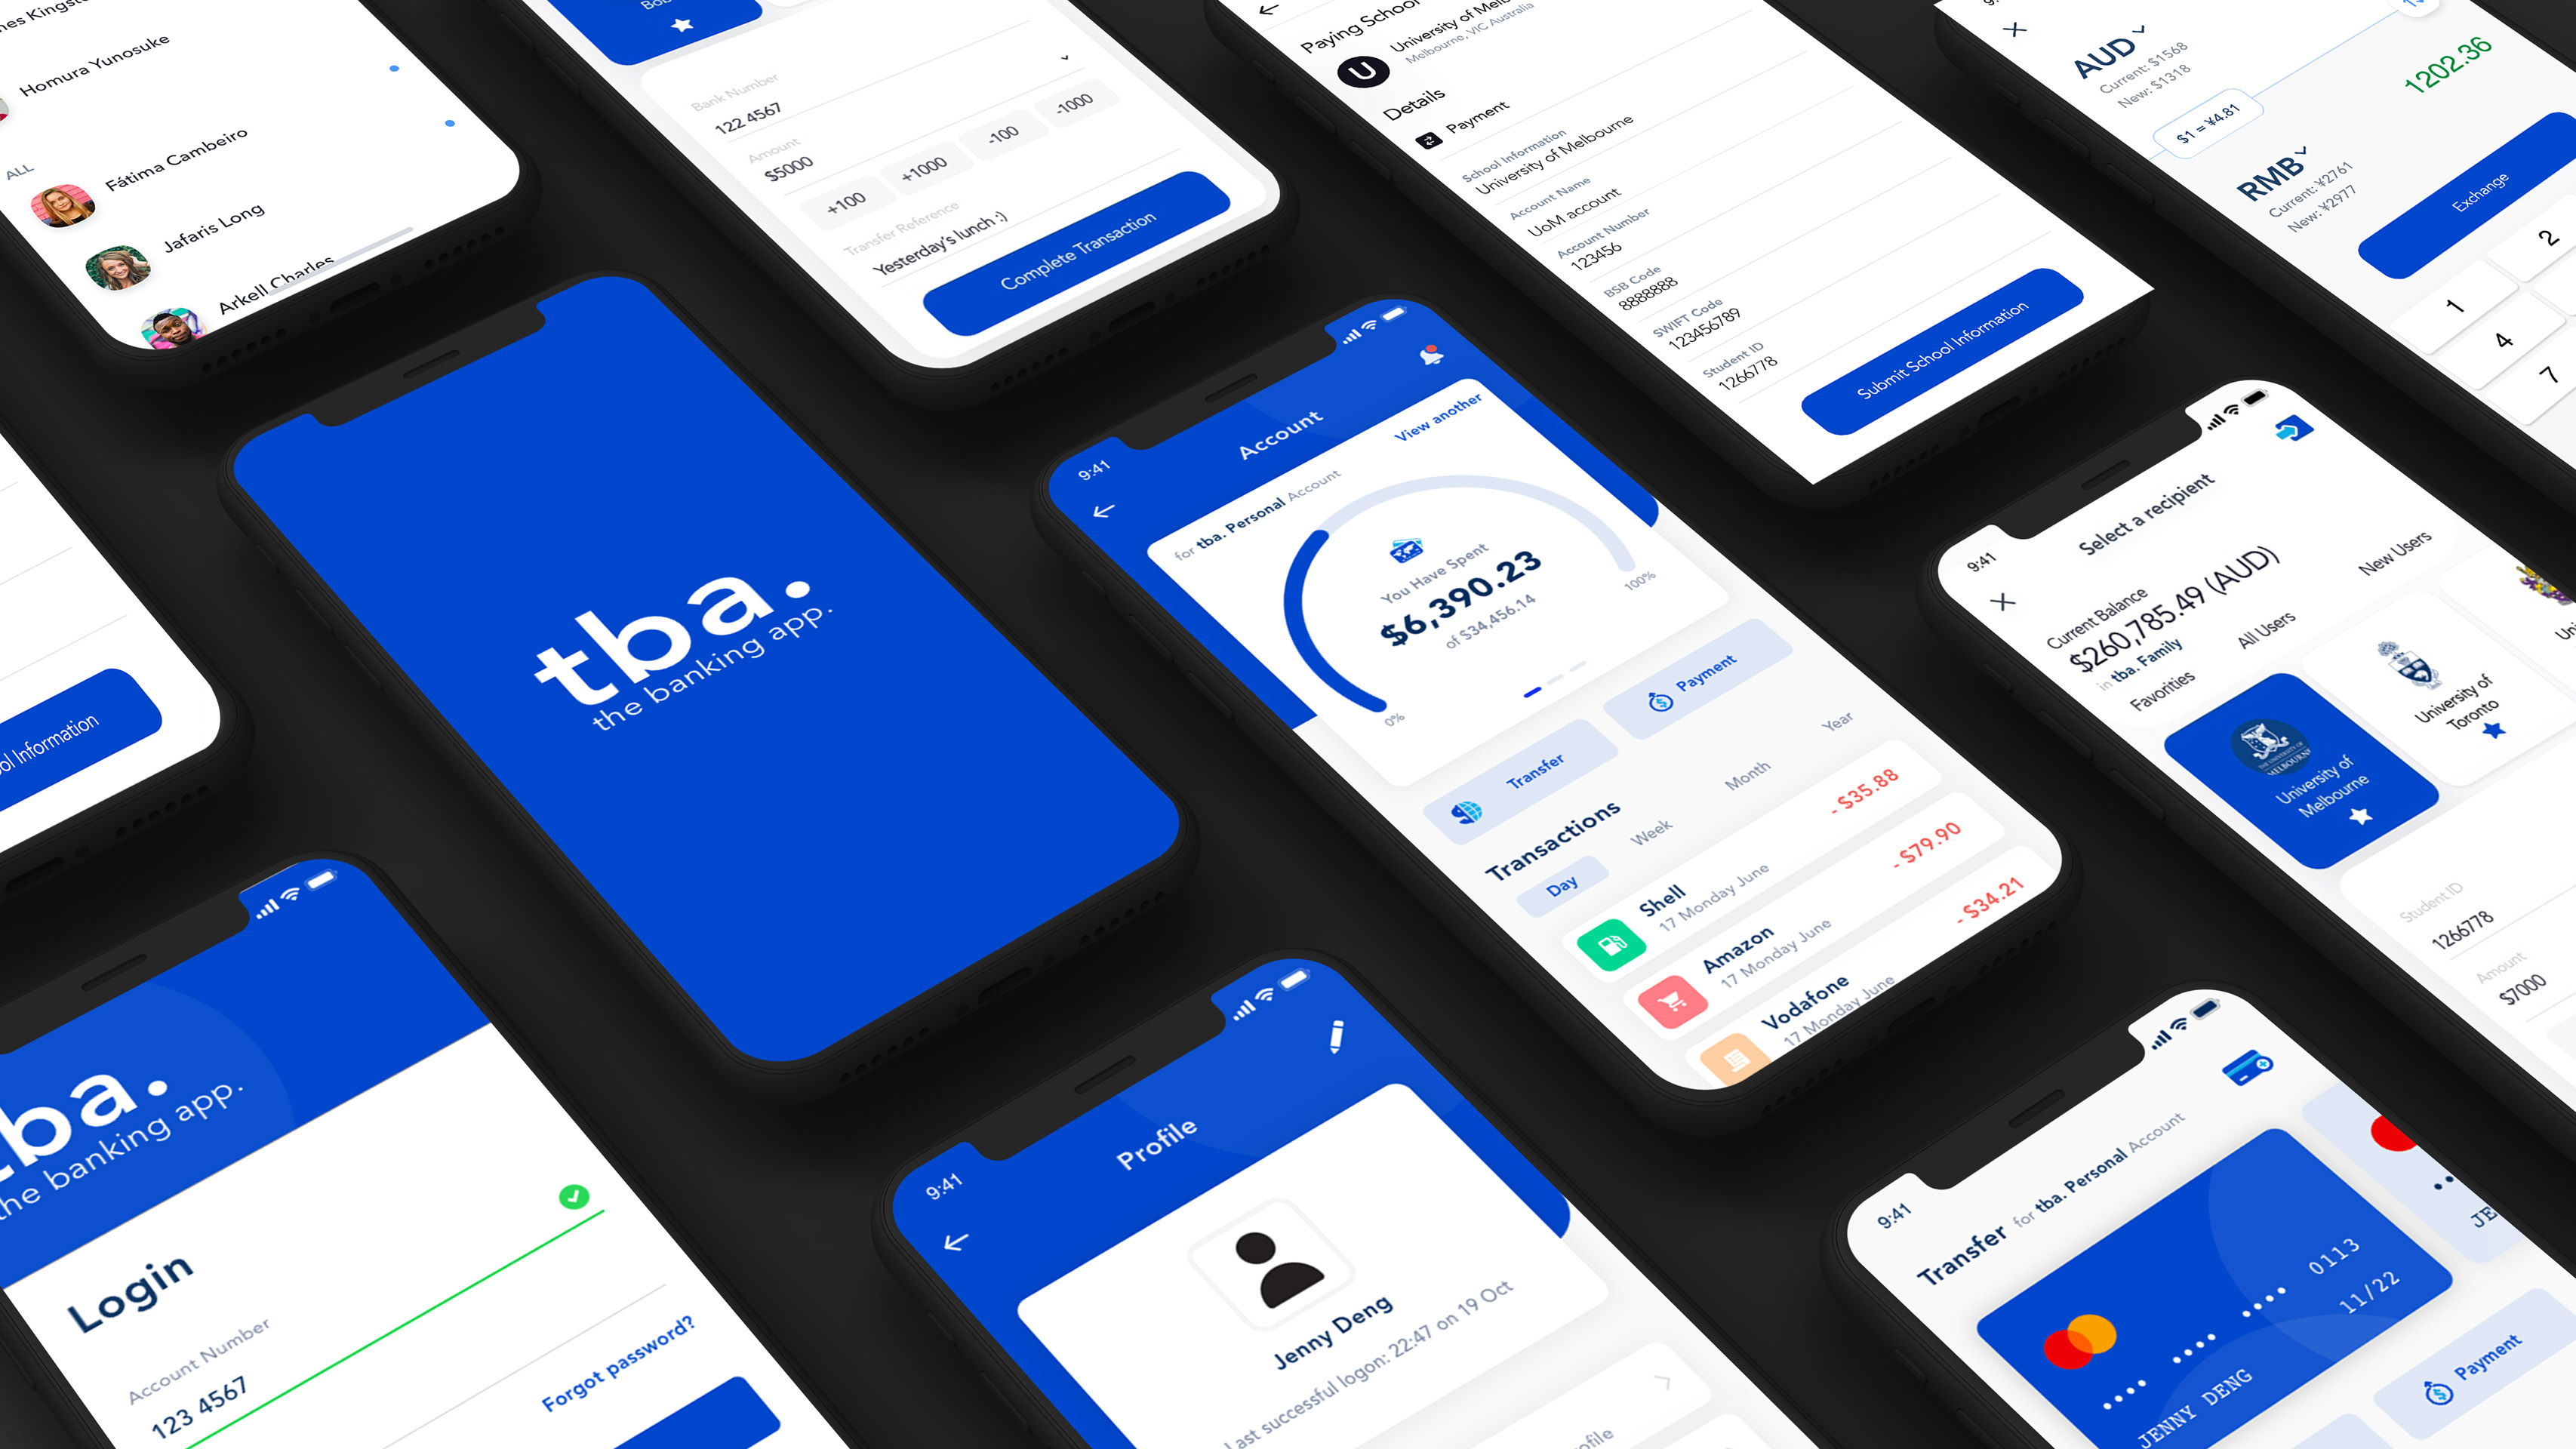 Homura Yunosuke
ALL
Fátima Cambeiro
Jafaris Long
Arkell Charles
Bank Number
122 4567
Amount
$5000
+100
+1000
-100
-1000
Transfer Reference
Yesterday's lunch :)
Complete Transaction
Paying School
University of
Melbourne, VIC Australia
Details
Payment
School Information
University of Melbourne
Account Name
UoM account
Account Number
123456
BSB Code
8888888
SWIFT Code
123456789
Student ID
1266778
Submit School Information
AUD
Current: $1568
New: $1318
1202.36
$1 = ¥4.81
RMB
Current: ¥2761
New: ¥2977
Exchange
1
2
4
7
Information
tba.
the banking app.
9:41
Account
for tba. Personal Account
View another
You Have Spent
$6,390.23
of $34,456.14
0%
100%
Transfer
Payment
Transactions
Day
Week
Month
Year
Shell
17 Monday June
- $35.88
Amazon
17 Monday June
- $79.90
Vodafone
17 Monday June
- $34.21
9:41
Select a recipient
Current Balance
$260,785.49 (AUD)
in tba. Family
Favorities
All Users
New Users
University of
Melbourne
University of
Toronto
Student ID
1266778
Amount
$7000
ba.
the banking app.
Login
Account Number
123 4567
Forgot password?
9:41
Profile
Jenny Deng
Last successful logon: 22:47 on 19 Oct
9:41
Transfer for tba. Personal Account
•••• •••• •••• 0113
11/22
JENNY DENG
Payment